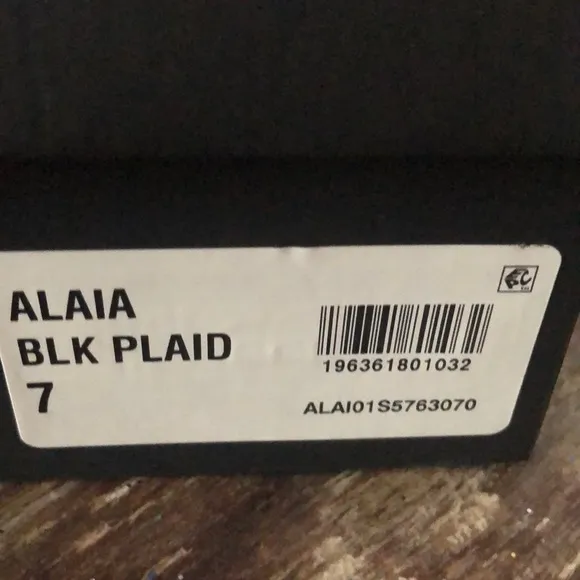 ALAIA
BLK PLAID
7
196361801032
ALAI01S5763070